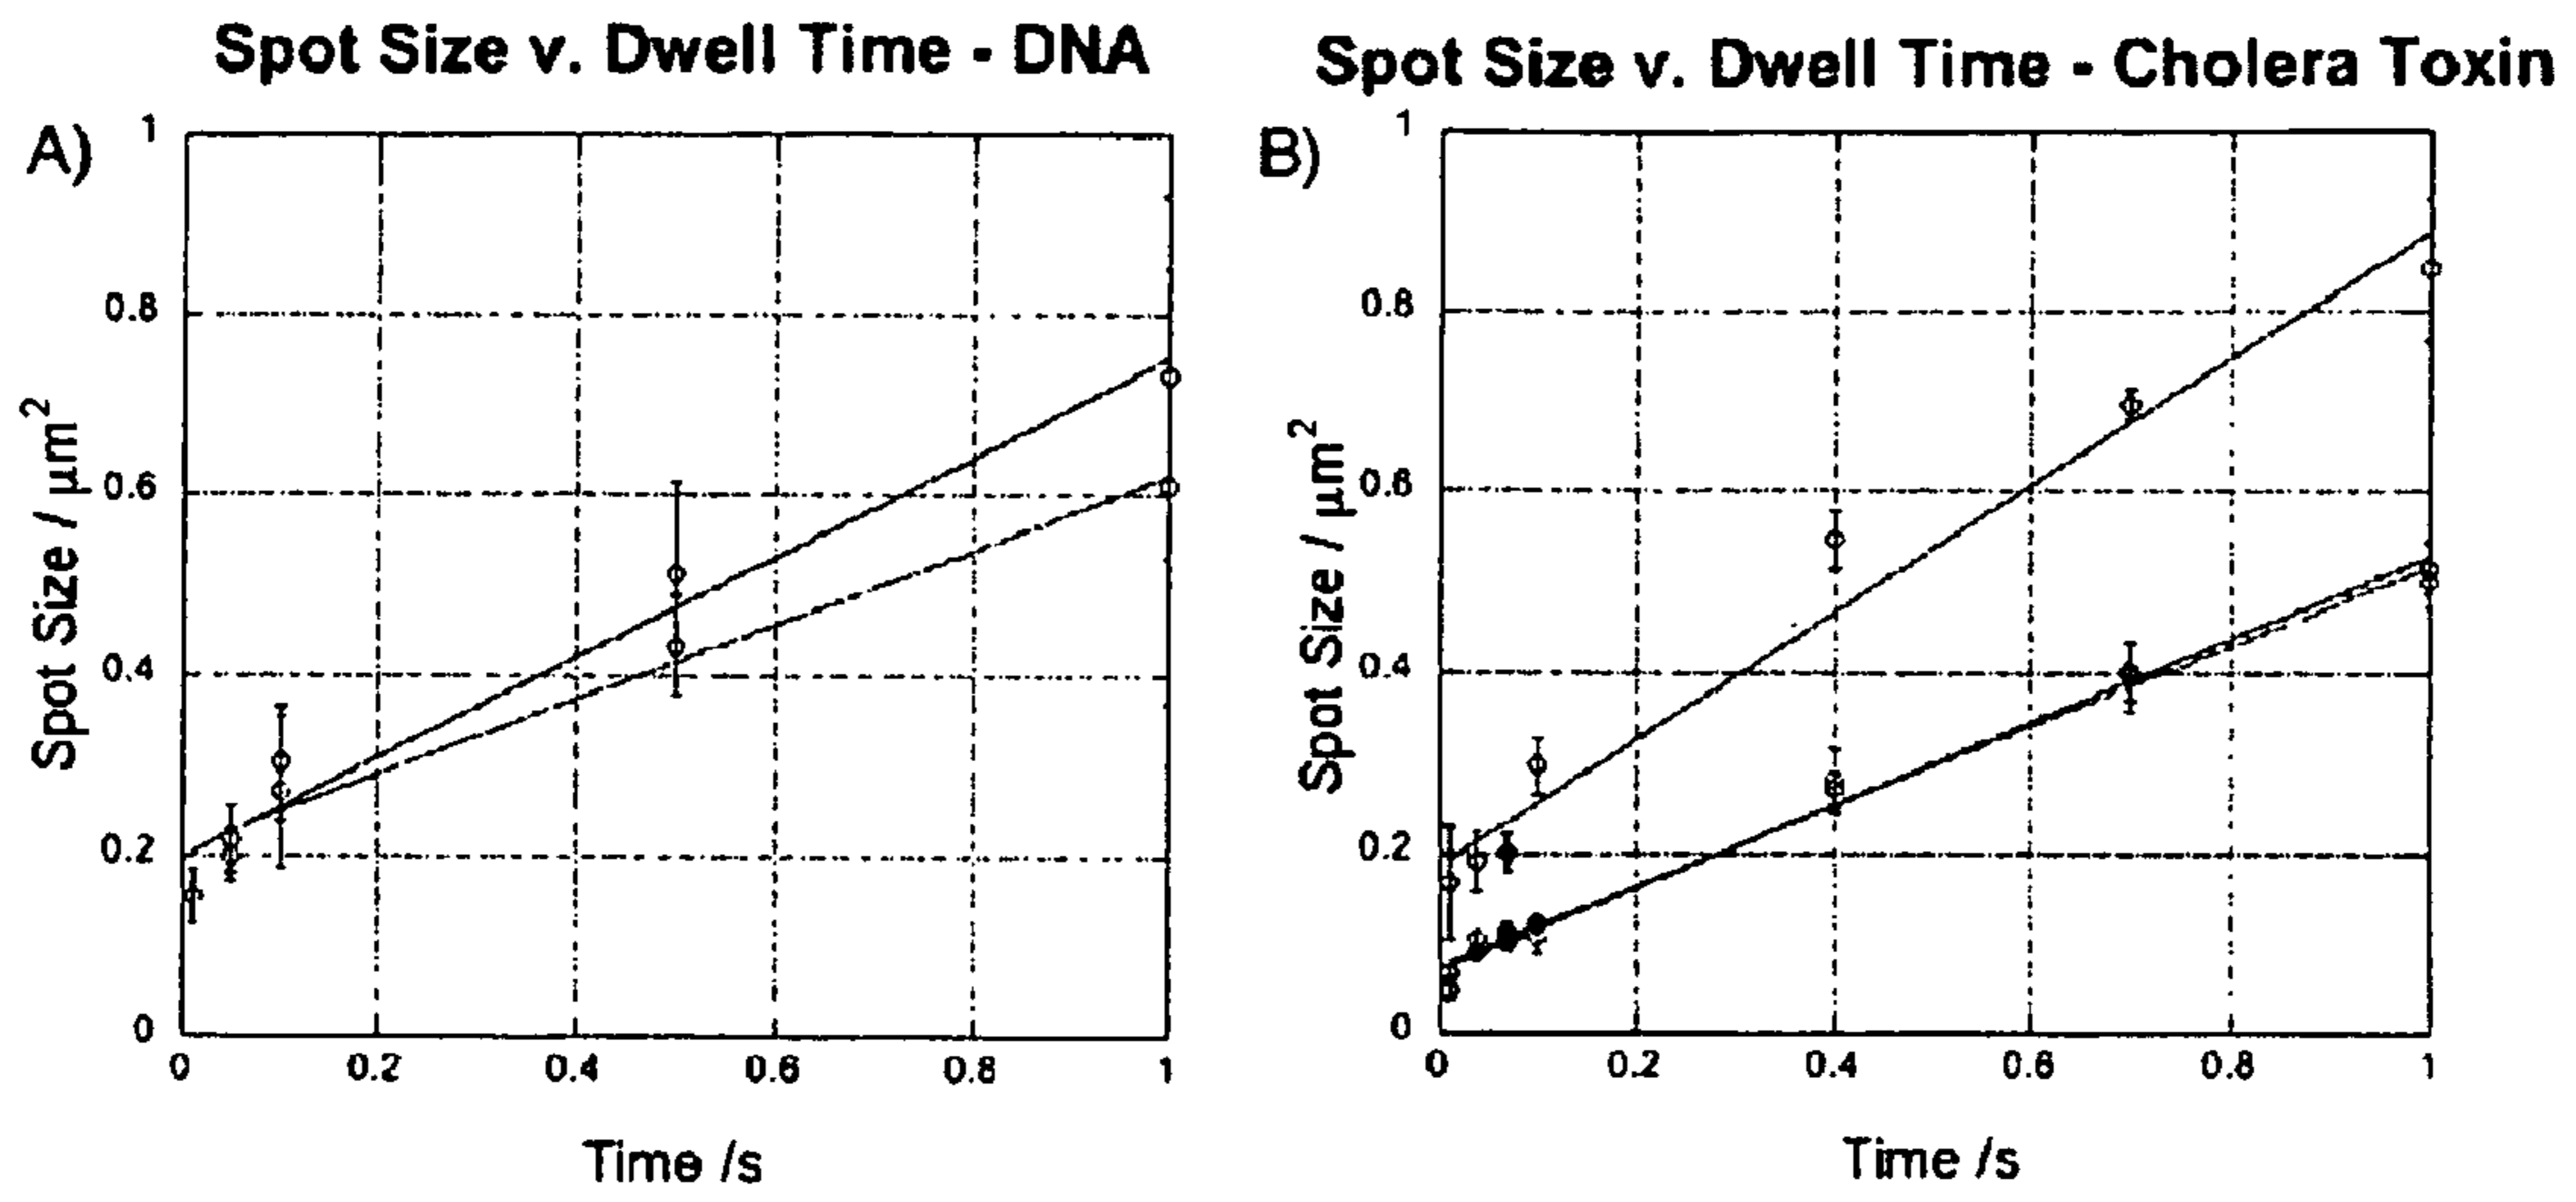 Spot Size v. Dwell Time - DNA
A)
1
0.8
0.6
0.4
0.2
0
Spot Size / μm²
0 0.2 0.4 0.6 0.8 1
Time /s
Spot Size v. Dwell Time - Cholera Toxin
B)
1
0.8
0.6
0.4
0.2
0
Spot Size / μm²
0 0.2 0.4 0.6 0.8 1
Time /s